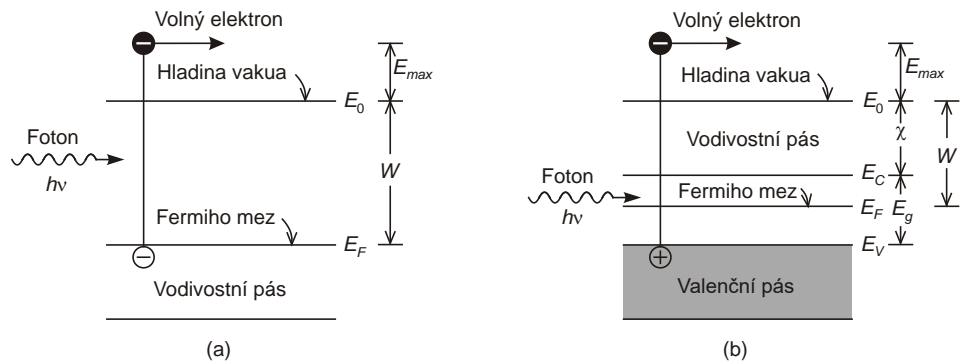 Volný elektron
E_max
Hladina vakua
E_0
Foton
hν
W
Fermiho mez
E_F
Vodivostní pás
(a)
Volný elektron
E_max
Hladina vakua
E_0
Vodivostní pás
χ
W
E_C
Foton
hν
Fermiho mez
E_F
E_g
E_V
Valenční pás
(b)